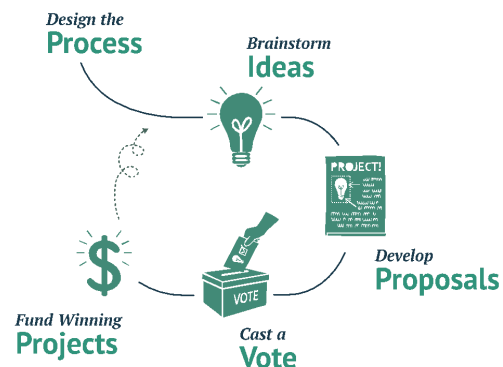 Design the
Process
Brainstorm
Ideas
PROJECT!
Develop
Proposals
VOTE
Cast a
Vote
Fund Winning
Projects